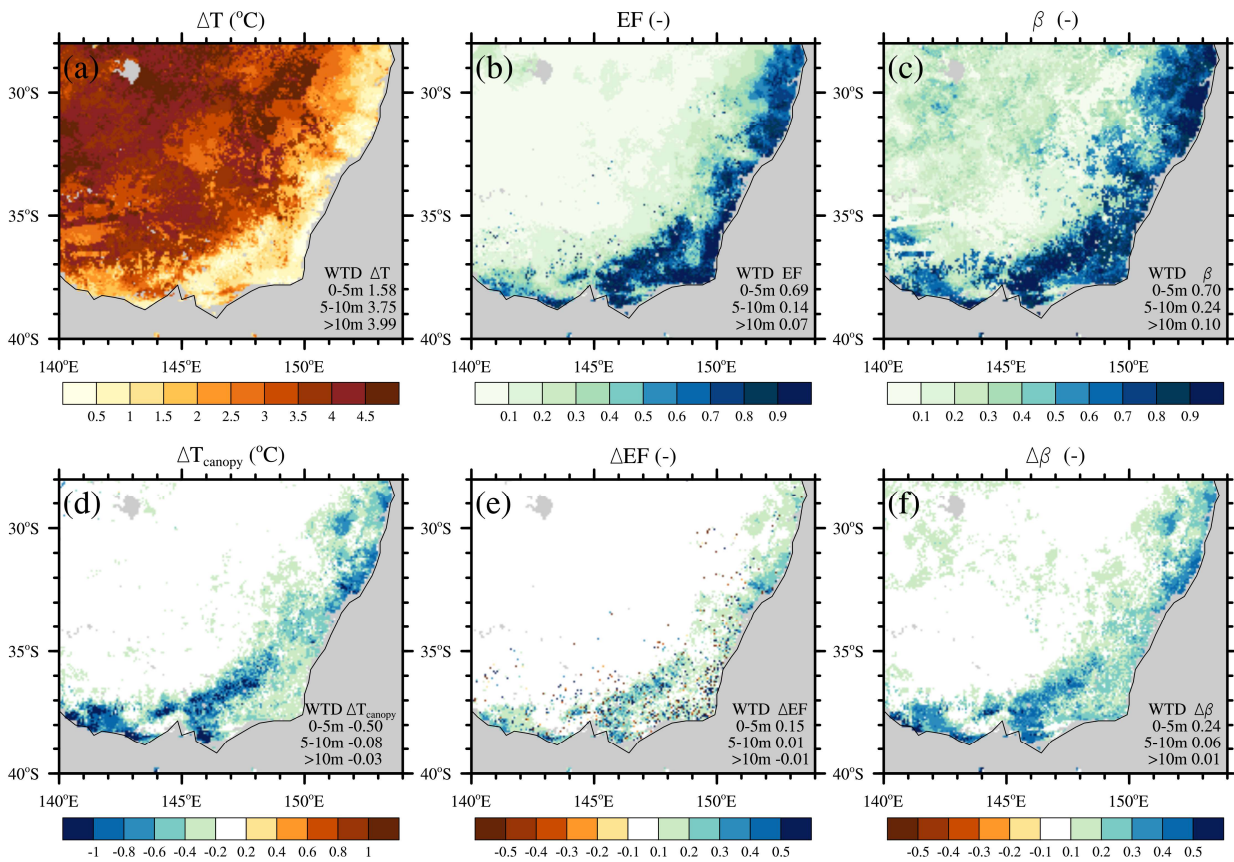 ΔT (°C)
EF (-)
β (-)
(a)
(b)
(c)
30°S
30°S
30°S
35°S
35°S
35°S
40°S
40°S
40°S
WTD ΔT
0-5m 1.58
5-10m 3.75
>10m 3.99
WTD EF
0-5m 0.69
5-10m 0.14
>10m 0.07
WTD β
0-5m 0.70
5-10m 0.24
>10m 0.10
140°E 145°E 150°E
140°E 145°E 150°E
140°E 145°E 150°E
0.5 1 1.5 2 2.5 3 3.5 4 4.5
0.1 0.2 0.3 0.4 0.5 0.6 0.7 0.8 0.9
0.1 0.2 0.3 0.4 0.5 0.6 0.7 0.8 0.9
ΔTcanopy (°C)
ΔEF (-)
Δβ (-)
(d)
(e)
(f)
30°S
30°S
30°S
35°S
35°S
35°S
40°S
40°S
40°S
WTD ΔTcanopy
0-5m -0.50
5-10m -0.08
>10m -0.03
WTD ΔEF
0-5m 0.15
5-10m 0.01
>10m -0.01
WTD Δβ
0-5m 0.24
5-10m 0.06
>10m 0.01
140°E 145°E 150°E
140°E 145°E 150°E
140°E 145°E 150°E
-1 -0.8 -0.6 -0.4 -0.2 0.2 0.4 0.6 0.8 1
-0.5 -0.4 -0.3 -0.2 -0.1 0.1 0.2 0.3 0.4 0.5
-0.5 -0.4 -0.3 -0.2 -0.1 0.1 0.2 0.3 0.4 0.5